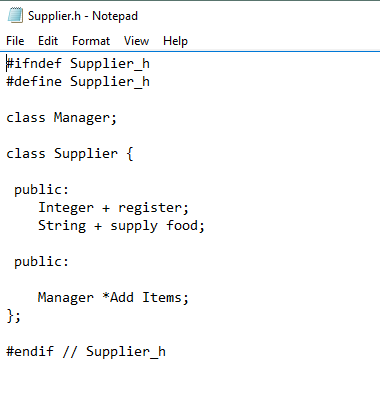 Supplier.h - Notepad
File Edit Format View Help
#ifndef Supplier_h
#define Supplier_h
class Manager;
class Supplier {
public:
Integer + register;
String + supply food;
public:
Manager *Add Items;
};
#endif // Supplier_h